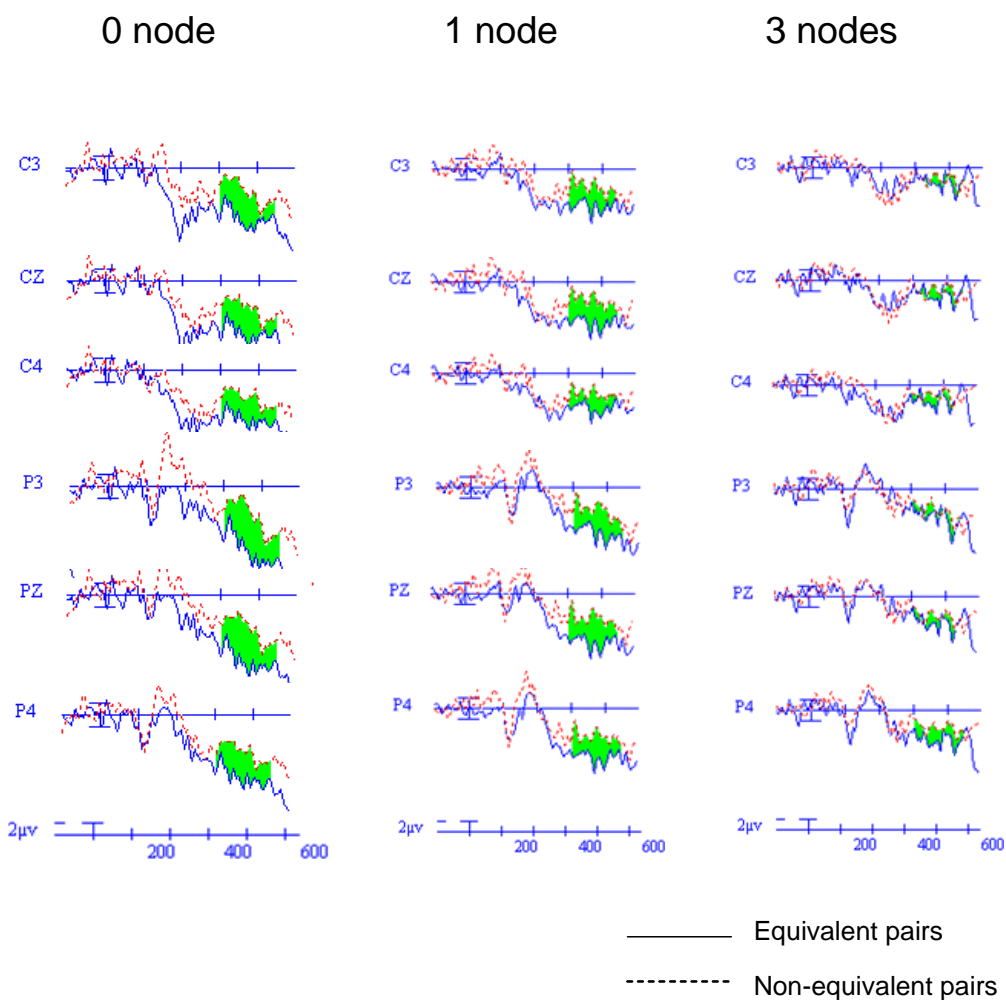 0 node 1 node 3 nodes
C3 C3 C3
CZ CZ CZ
C4 C4 C4
P3 P3 P3
PZ PZ PZ
P4 P4 P4
2μv 2μv 2μv
200 400 600 200 400 600 200 400 600
Equivalent pairs
Non-equivalent pairs